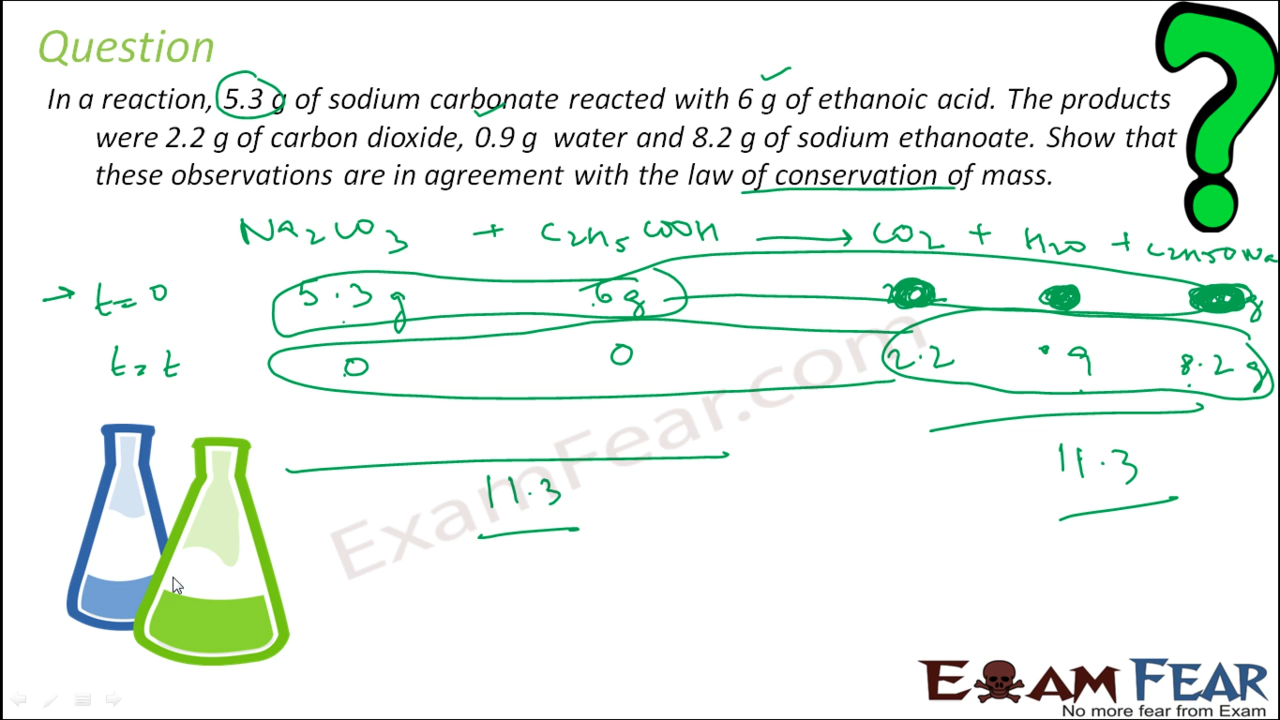 Question
In a reaction, 5.3 g of sodium carbonate reacted with 6 g of ethanoic acid. The products
were 2.2 g of carbon dioxide, 0.9 g water and 8.2 g of sodium ethanoate. Show that
these observations are in agreement with the law of conservation of mass.
Na2CO3 + C2H5COOH → CO2 + H2O + C2H5ONa
→ t=0 5.3 g 6g g
t=t 0 0 2.2 .9 8.2 g
11.3 11.3
ExamFear.com
EXAM FEAR
No more fear from Exam